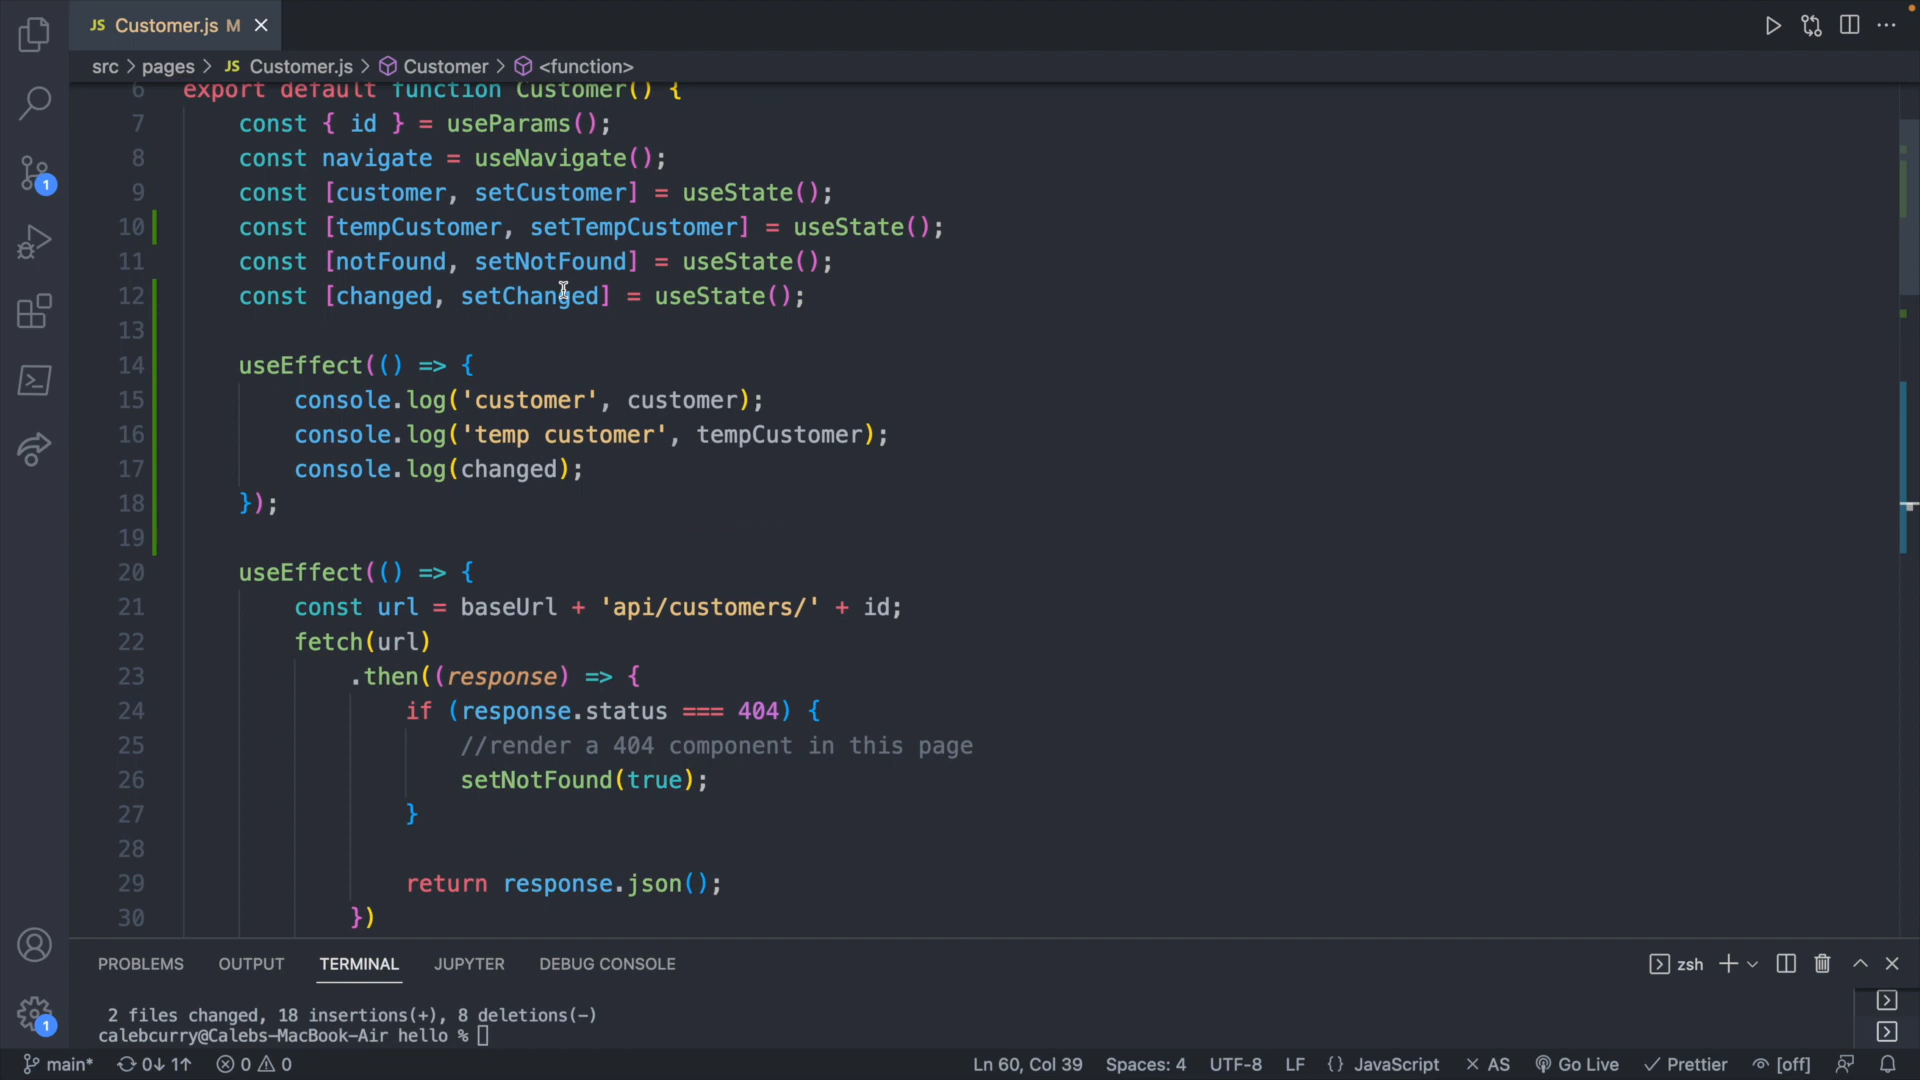 JS Customer.js M
src > pages > JS Customer.js > Customer > <function>
6 export default function Customer() {
7 const { id } = useParams();
8 const navigate = useNavigate();
9 const [customer, setCustomer] = useState();
10 const [tempCustomer, setTempCustomer] = useState();
11 const [notFound, setNotFound] = useState();
12 const [changed, setChanged] = useState();
13
14 useEffect(() => {
15 console.log('customer', customer);
16 console.log('temp customer', tempCustomer);
17 console.log(changed);
18 });
19
20 useEffect(() => {
21 const url = baseUrl + 'api/customers/' + id;
22 fetch(url)
23 .then((response) => {
24 if (response.status === 404) {
25 //render a 404 component in this page
26 setNotFound(true);
27 }
28
29 return response.json();
30 })
1
1
PROBLEMS OUTPUT TERMINAL JUPYTER DEBUG CONSOLE zsh
2 files changed, 18 insertions(+), 8 deletions(-)
calebcurry@Calebs-MacBook-Air hello %
main* 0↓ 1↑ 0 0 Ln 60, Col 39 Spaces: 4 UTF-8 LF {} JavaScript × AS Go Live ✓ Prettier [off]